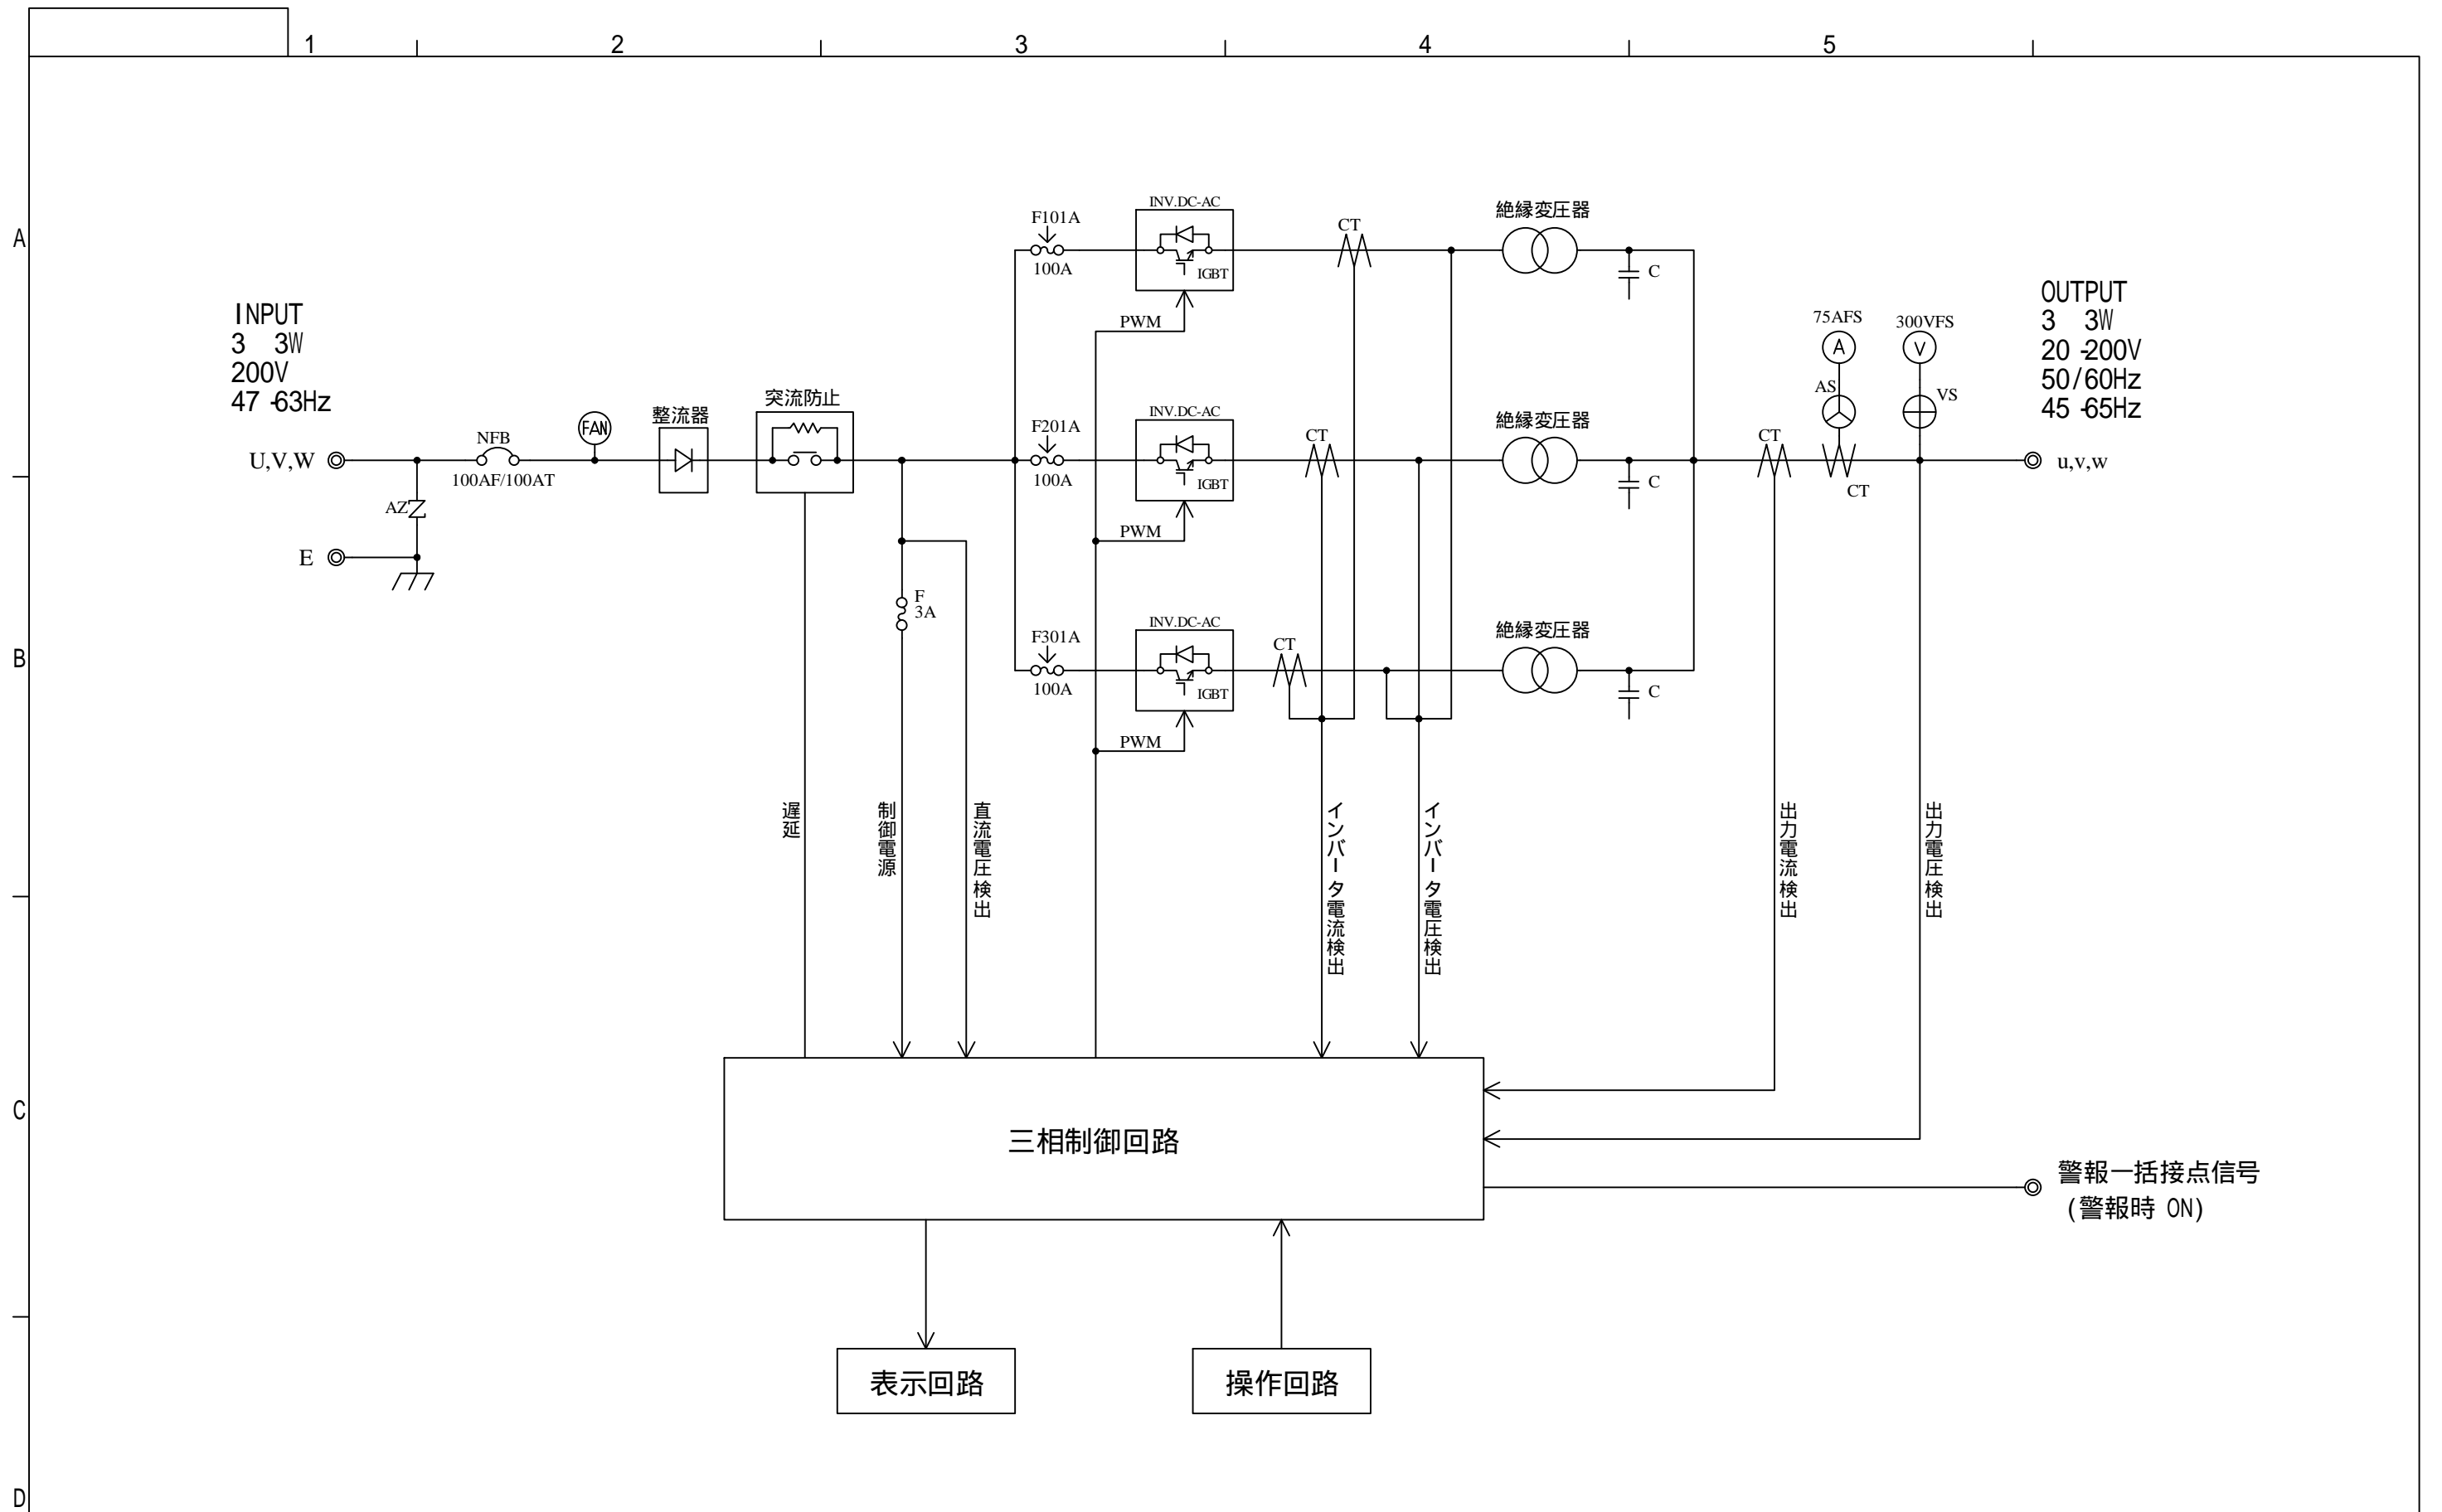 1 2 3 4 5
A
B
C
D
INPUT
3 3W
200V
47-63Hz
U,V,W
E
AZ
NFB
100AF/100AT
FAN
整流器
突流防止
F101A
100A
INV.DC-AC
IGBT
PWM
CT
絶縁変圧器
C
F201A
100A
INV.DC-AC
IGBT
PWM
CT
絶縁変圧器
C
F301A
100A
INV.DC-AC
IGBT
PWM
CT
絶縁変圧器
C
F
3A
75AFS
A
AS
300VFS
V
VS
CT
CT
OUTPUT
3 3W
20-200V
50/60Hz
45-65Hz
u,v,w
遅延
制御電源
直流電圧検出
インバータ電流検出
インバータ電圧検出
出力電流検出
出力電圧検出
三相制御回路
警報一括接点信号
(警報時 ON)
表示回路
操作回路